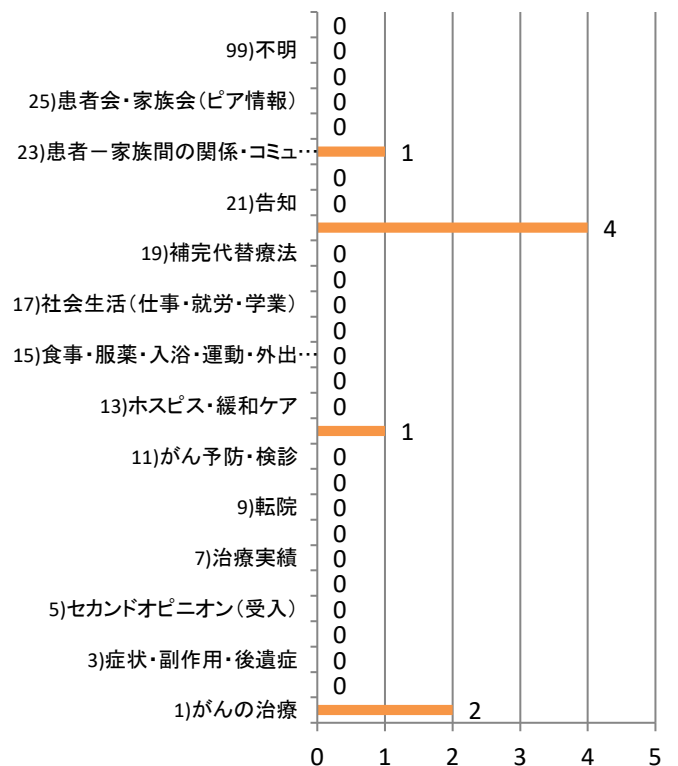 0
99)不明 0
0
25)患者会・家族会(ピア情報) 0
0
23)患者－家族間の関係・コミュ… 1
0
21)告知 0
4
19)補完代替療法 0
0
17)社会生活(仕事・就労・学業) 0
0
15)食事・服薬・入浴・運動・外出… 0
0
13)ホスピス・緩和ケア 0
1
11)がん予防・検診 0
0
9)転院 0
0
7)治療実績 0
0
5)セカンドオピニオン(受入) 0
0
3)症状・副作用・後遺症 0
0
1)がんの治療 2
0 1 2 3 4 5